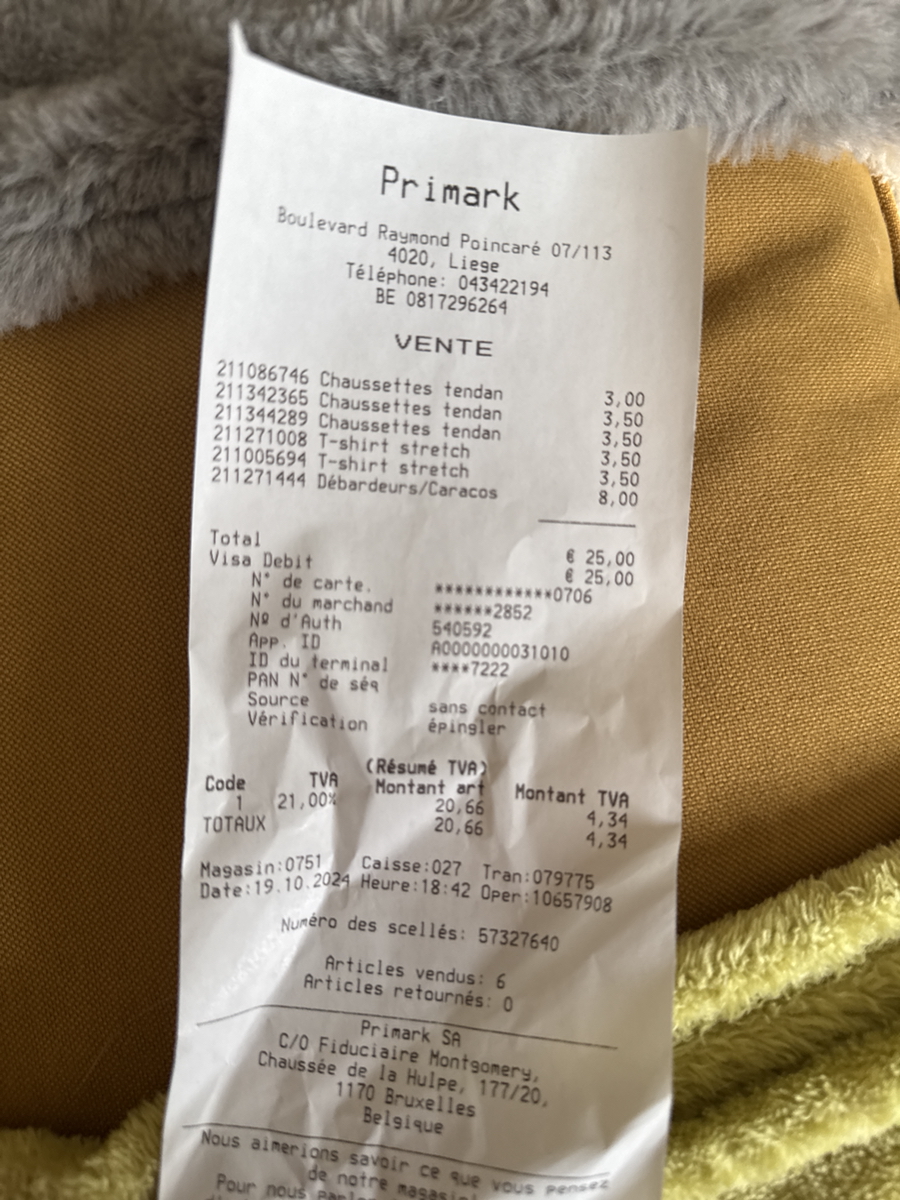 Primark
Boulevard Raymond Poincaré 07/113
4020, Liege
Téléphone: 043422194
BE 0817296264
VENTE
211086746 Chaussettes tendan 3,00
211342365 Chaussettes tendan 3,50
211344289 Chaussettes tendan 3,50
211271008 T-shirt stretch 3,50
211005694 T-shirt stretch 3,50
211271444 Débardeurs/Caracos 8,00
Total € 25,00
Visa Debit € 25,00
N° de carte. ************0706
N° du marchand ******2852
Nº d'Auth 540592
App. ID A0000000031010
ID du terminal ****7222
PAN N° de séq
Source sans contact
Vérification épingler
(Résumé TVA)
Code TVA Montant art Montant TVA
1 21,00% 20,66 4,34
TOTAUX 20,66 4,34
Magasin:0751 Caisse:027 Tran:079775
Date:19.10.2024 Heure:18:42 Oper:10657908
Numéro des scellés: 57327640
Articles vendus: 6
Articles retournés: 0
Primark SA
C/O Fiduciaire Montgomery,
Chaussée de la Hulpe, 177/20,
1170 Bruxelles
Belgique
Nous aimerions savoir ce que vous pensez
de notre magasin!
Pour nous